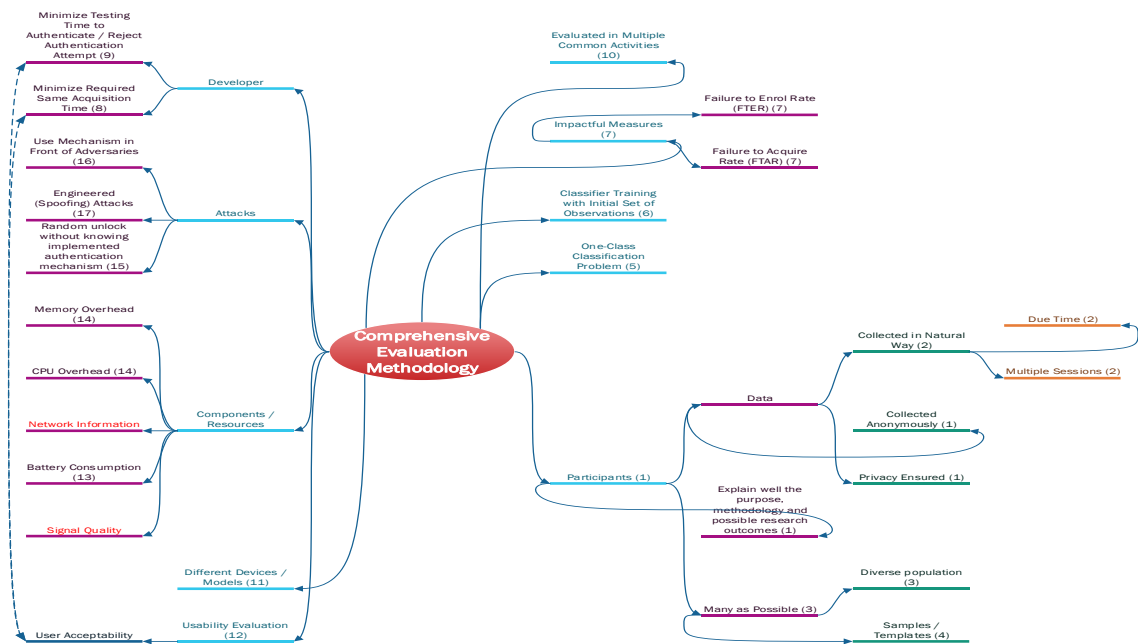 Minimize Testing
Time to
Authenticate / Reject
Authentication
Attempt (9)
Minimize Required
Same Acquisition
Time (8)
Developer
Use Mechanism in
Front of Adversaries
(16)
Engineered
(Spoofing) Attacks
(17)
Random unlock
without knowing
implemented
authentication
mechanism (15)
Attacks
Memory Overhead
(14)
CPU Overhead (14)
Network Information
Battery Consumption
(13)
Signal Quality
Components /
Resources
Different Devices /
Models (11)
User Acceptability
Usability Evaluation
(12)
Comprehensive
Evaluation
Methodology
Evaluated in Multiple
Common Activities
(10)
Impactful Measures
(7)
Failure to Enrol Rate
(FTER) (7)
Failure to Acquire
Rate (FTAR) (7)
Classifier Training
with Initial Set of
Observations (6)
One-Class
Classification
Problem (5)
Participants (1)
Data
Collected in Natural
Way (2)
Due Time (2)
Multiple Sessions (2)
Collected
Anonymously (1)
Privacy Ensured (1)
Explain well the
purpose,
methodology and
possible research
outcomes (1)
Many as Possible (3)
Diverse population
(3)
Samples /
Templates (4)